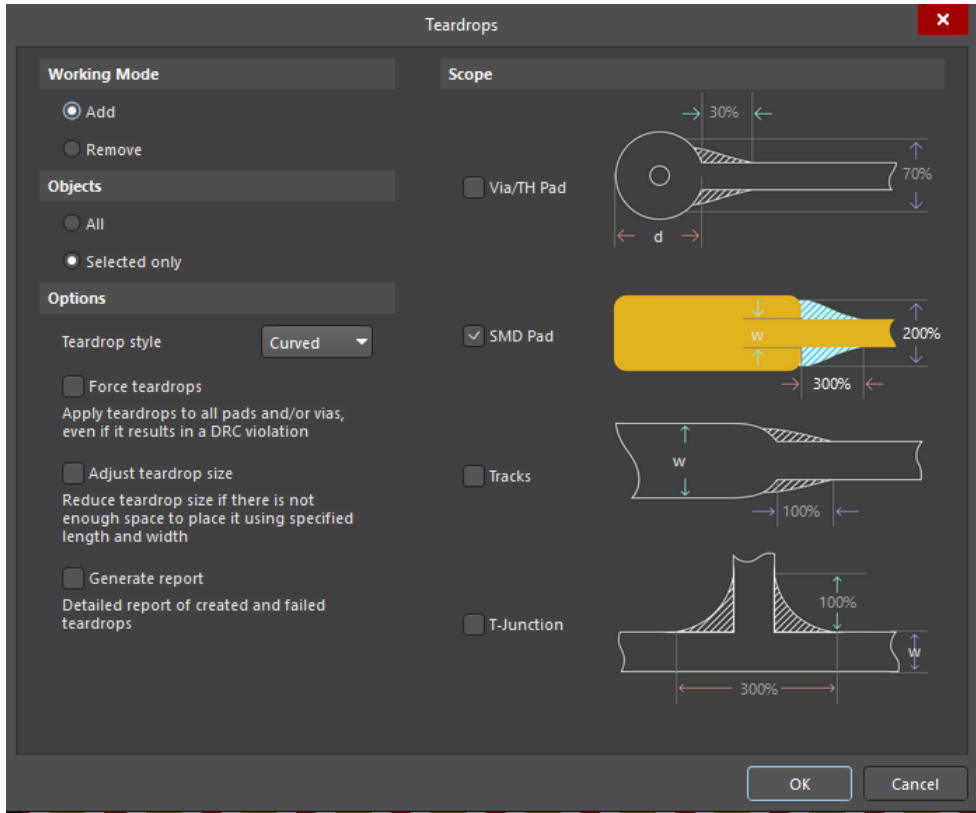 Teardrops
Working Mode
Add
Remove
Objects
All
Selected only
Options
Teardrop style Curved
Force teardrops
Apply teardrops to all pads and/or vias,
even if it results in a DRC violation
Adjust teardrop size
Reduce teardrop size if there is not
enough space to place it using specified
length and width
Generate report
Detailed report of created and failed
teardrops
Scope
30%
Via/TH Pad
70%
d
SMD Pad
w
200%
300%
Tracks
w
100%
T-Junction
100%
w
300%
OK
Cancel